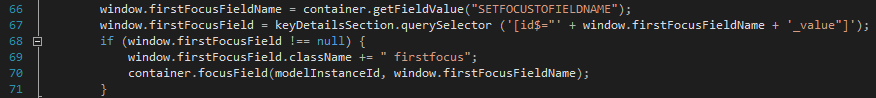 66 window.firstFocusFieldName = container.getFieldValue("SETFOCUSTOFIELDNAME");
67 window.firstFocusField = keyDetailsSection.querySelector ('[id$="' + window.firstFocusFieldName + '_value"]');
68 if (window.firstFocusField !== null) {
69 window.firstFocusField.className += " firstfocus";
70 container.focusField(modelInstanceId, window.firstFocusFieldName);
71 }